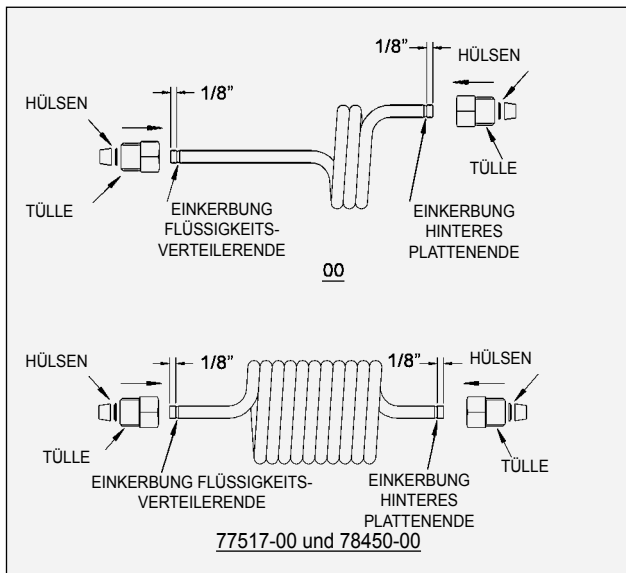 1/8"
HÜLSEN
HÜLSEN
1/8"
TÜLLE
TÜLLE
EINKERBUNG
FLÜSSIGKEITS-
VERTEILERENDE
EINKERBUNG
HINTERES
PLATTENENDE
00
HÜLSEN
1/8"
1/8"
HÜLSEN
TÜLLE
TÜLLE
EINKERBUNG FLÜSSIGKEITS-
VERTEILERENDE
EINKERBUNG
HINTERES
PLATTENENDE
77517-00 und 78450-00